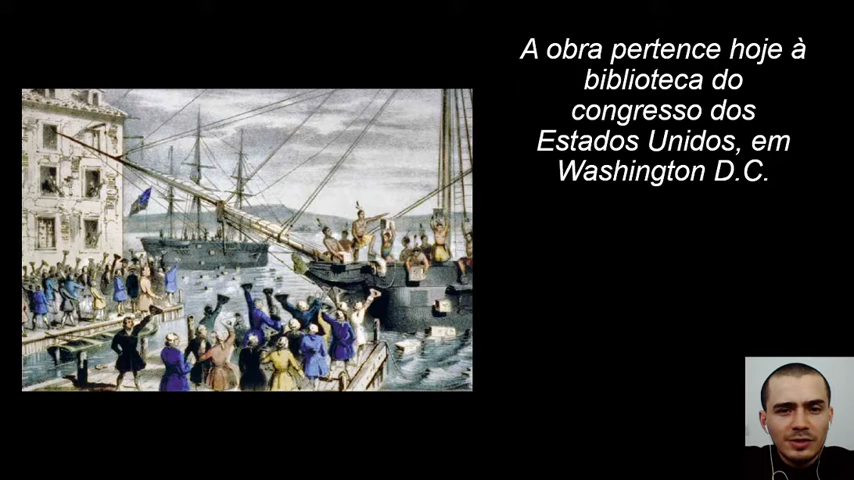 A obra pertence hoje à
biblioteca do
congresso dos
Estados Unidos, em
Washington D.C.